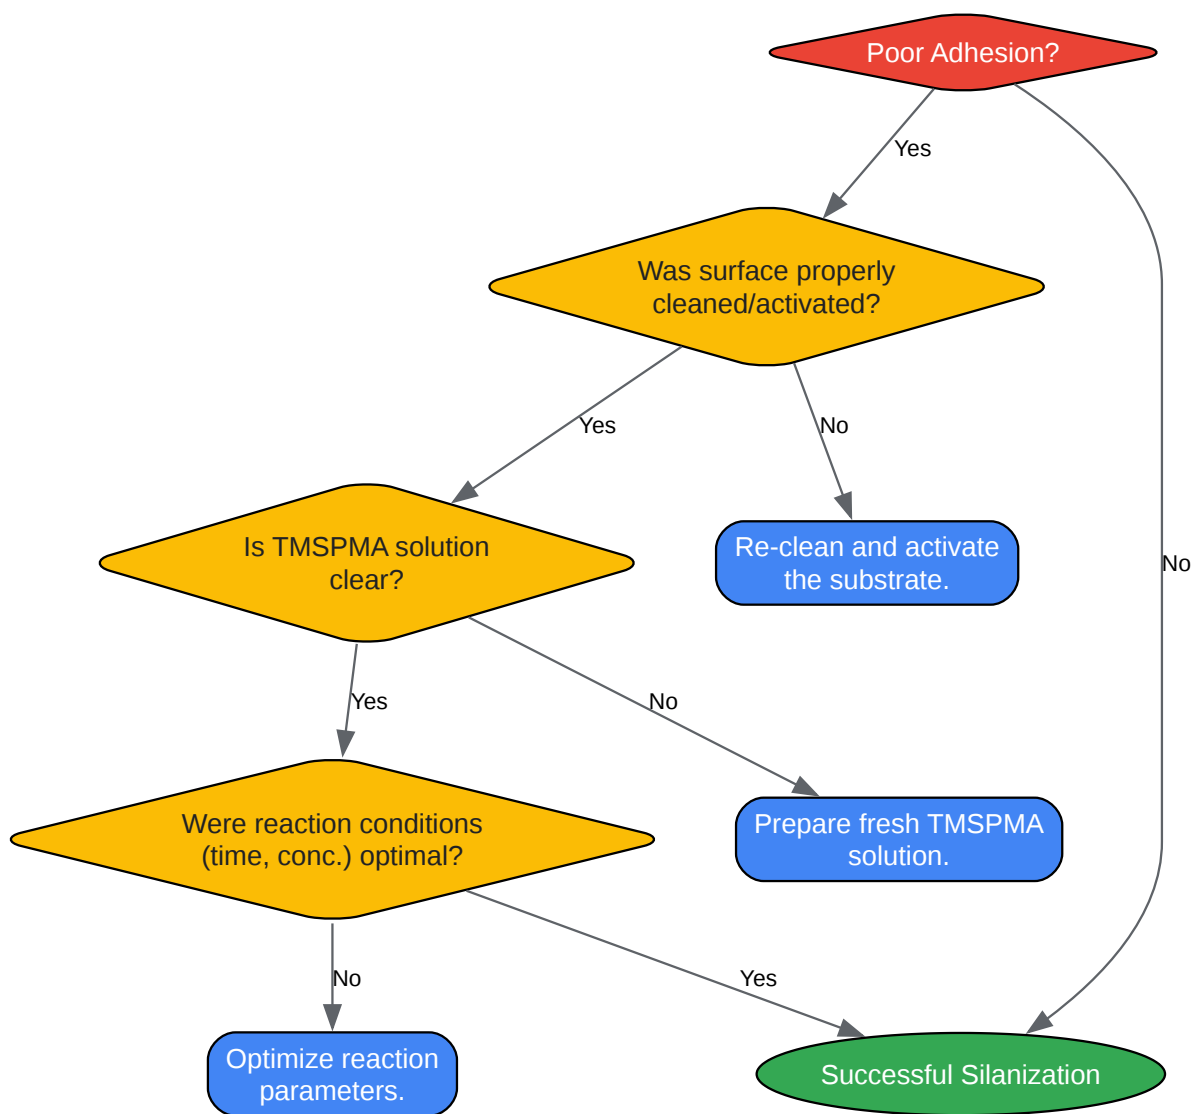 Poor Adhesion?
Yes
Was surface properly
cleaned/activated?
Yes
No
Is TMSPMA solution
clear?
Re-clean and activate
the substrate.
No
Yes
No
Were reaction conditions
(time, conc.) optimal?
Prepare fresh TMSPMA
solution.
No
Yes
Optimize reaction
parameters.
Successful Silanization